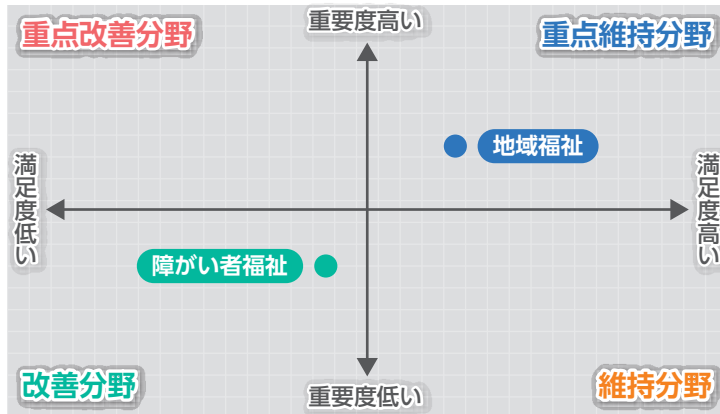 重点改善分野
重要度高い
重点維持分野
地域福祉
満足度低い
満足度高い
障がい者福祉
改善分野
重要度低い
維持分野